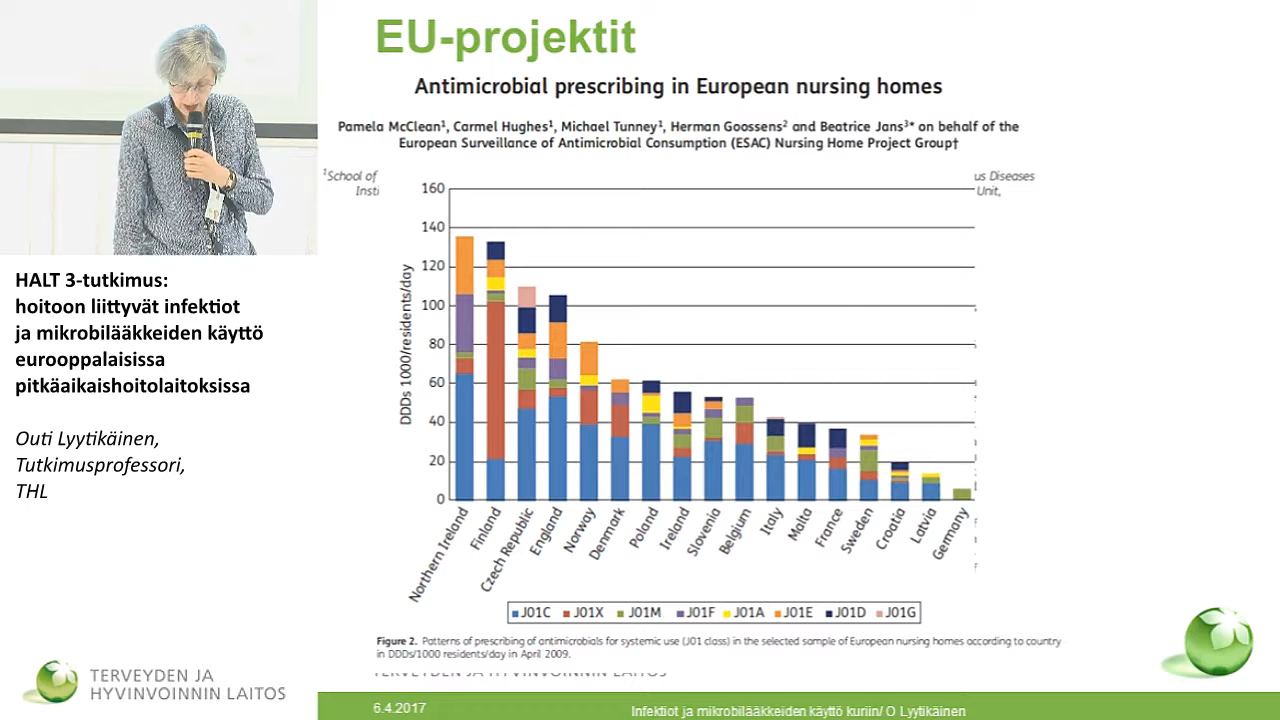 EU-projektit
Antimicrobial prescribing in European nursing homes
Pamela McClean¹, Carmel Hughes¹, Michael Tunney¹, Herman Goossens² and Beatrice Jans³* on behalf of the
European Surveillance of Antimicrobial Consumption (ESAC) Nursing Home Project Group†
¹School of
us Diseases
Insti
Unit,
HALT 3-tutkimus:
hoitoon liittyvät infektiot
ja mikrobilääkkeiden käyttö
eurooppalaisissa
pitkäaikaishoitolaitoksissa
Outi Lyytikäinen,
Tutkimusprofessori,
THL
DDDs 1000/residents/day
160
140
120
100
80
60
40
20
0
Northern Ireland
Finland
Czech Republic
England
Norway
Denmark
Poland
Ireland
Slovenia
Belgium
Italy
Malta
France
Sweden
Croatia
Latvia
Germany
J01C J01X J01M J01F J01A J01E J01D J01G
Figure 2. Patterns of prescribing of antimicrobials for systemic use (J01 class) in the selected sample of European nursing homes according to country
in DDDs/1000 residents/day in April 2009.
TERVEYDEN JA HYVINVOINNIN LAITOS
TERVEYDEN JA
HYVINVOINNIN LAITOS
6.4.2017
Infektiot ja mikrobilääkkeiden käyttö kuriin/ O Lyytikäinen